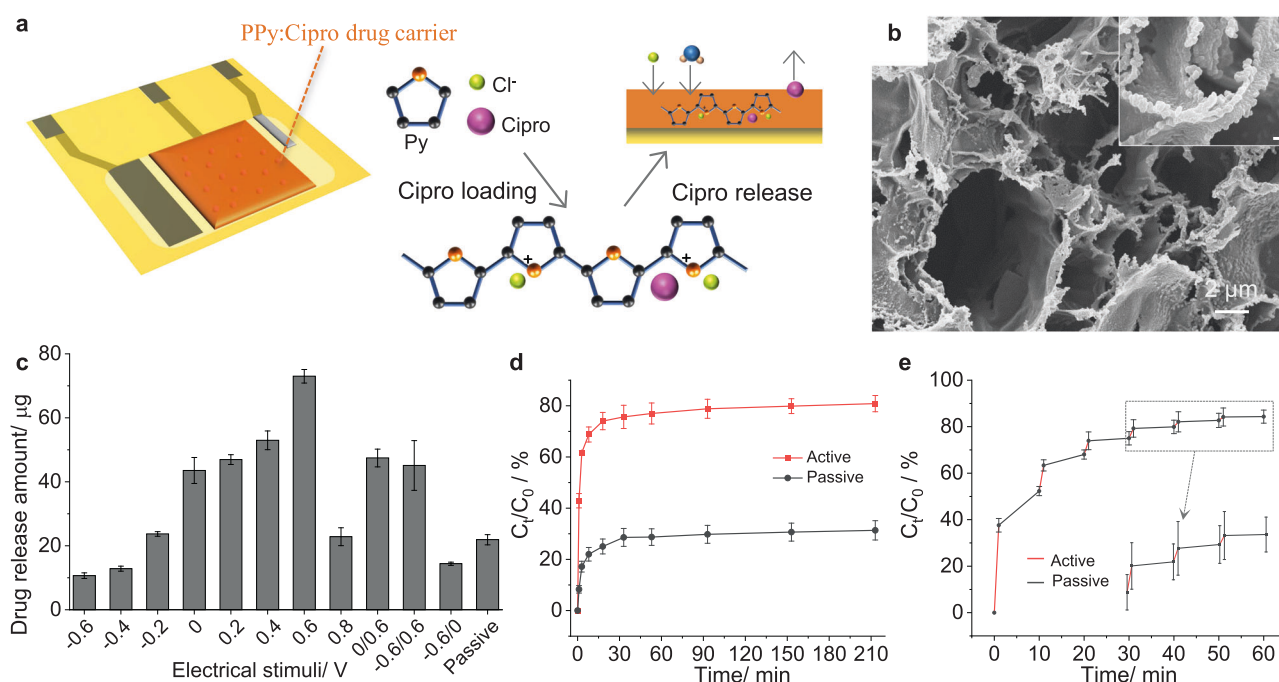 a
PPy:Cipro drug carrier
Cl-
Py
Cipro
Cipro loading
Cipro release
+
+
b
2 µm
c
Drug release amount/ µg
80
60
40
20
0
-0.6
-0.4
-0.2
0
0.2
0.4
0.6
0.8
0/0.6
-0.6/0.6
-0.6/0
Passive
Electrical stimuli/ V
d
Ct/C0 / %
80
60
40
20
0
Active
Passive
0 30 60 90 120 150 180 210
Time/ min
e
Ct/C0 / %
100
80
60
40
20
0
Active
Passive
0 10 20 30 40 50 60
Time/ min